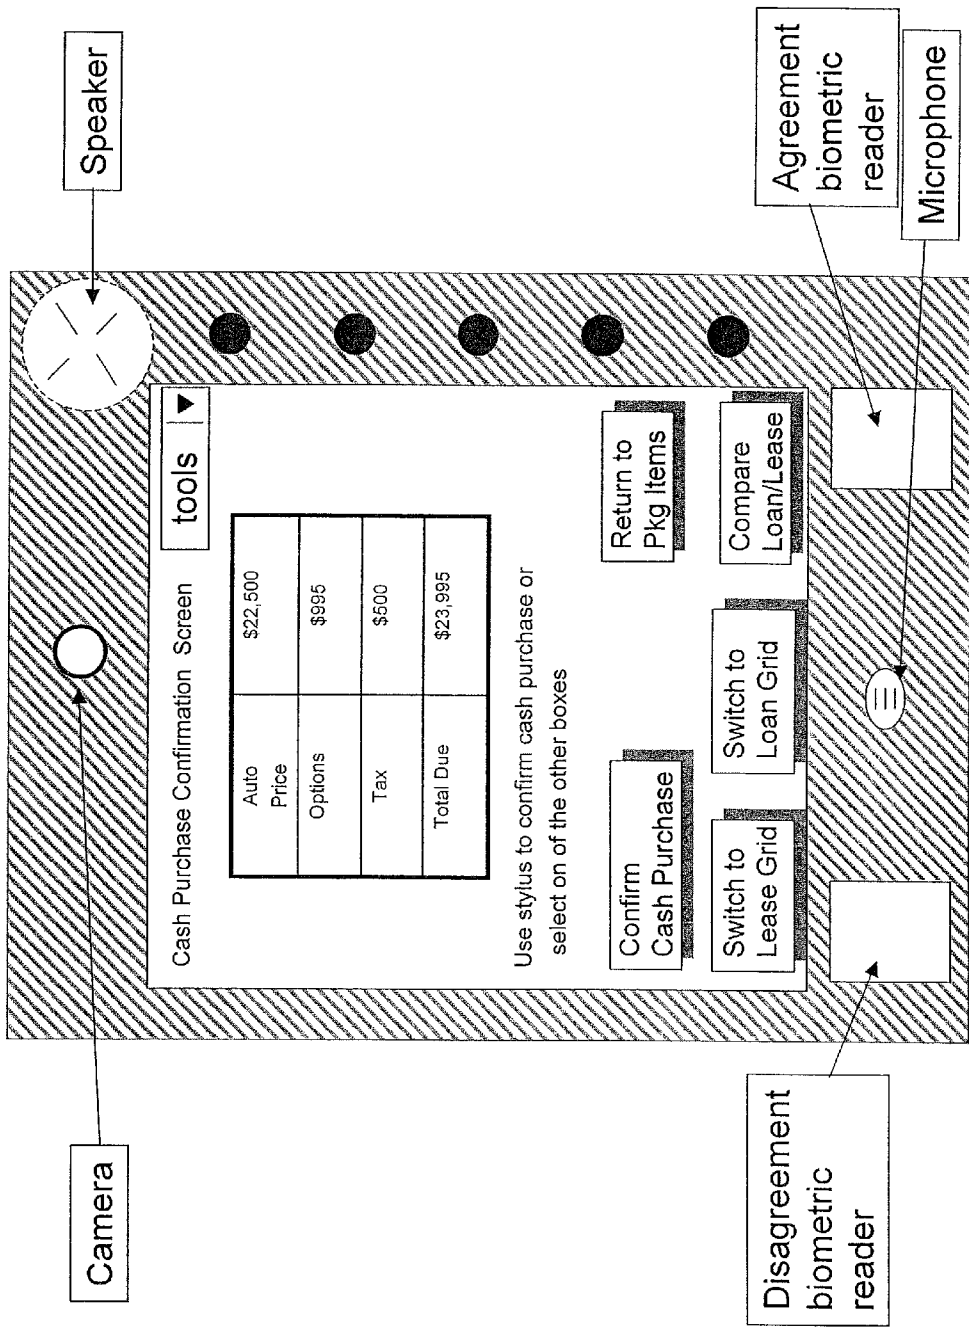 Camera
Speaker
Cash Purchase Confirmation Screen
tools
Auto
Price
$22,500
Options
$995
Tax
$500
Total Due
$23,995
Use stylus to confirm cash purchase or
select on of the other boxes
Confirm
Cash Purchase
Return to
Pkg Items
Switch to
Lease Grid
Switch to
Loan Grid
Compare
Loan/Lease
Disagreement
biometric
reader
Agreement
biometric
reader
Microphone